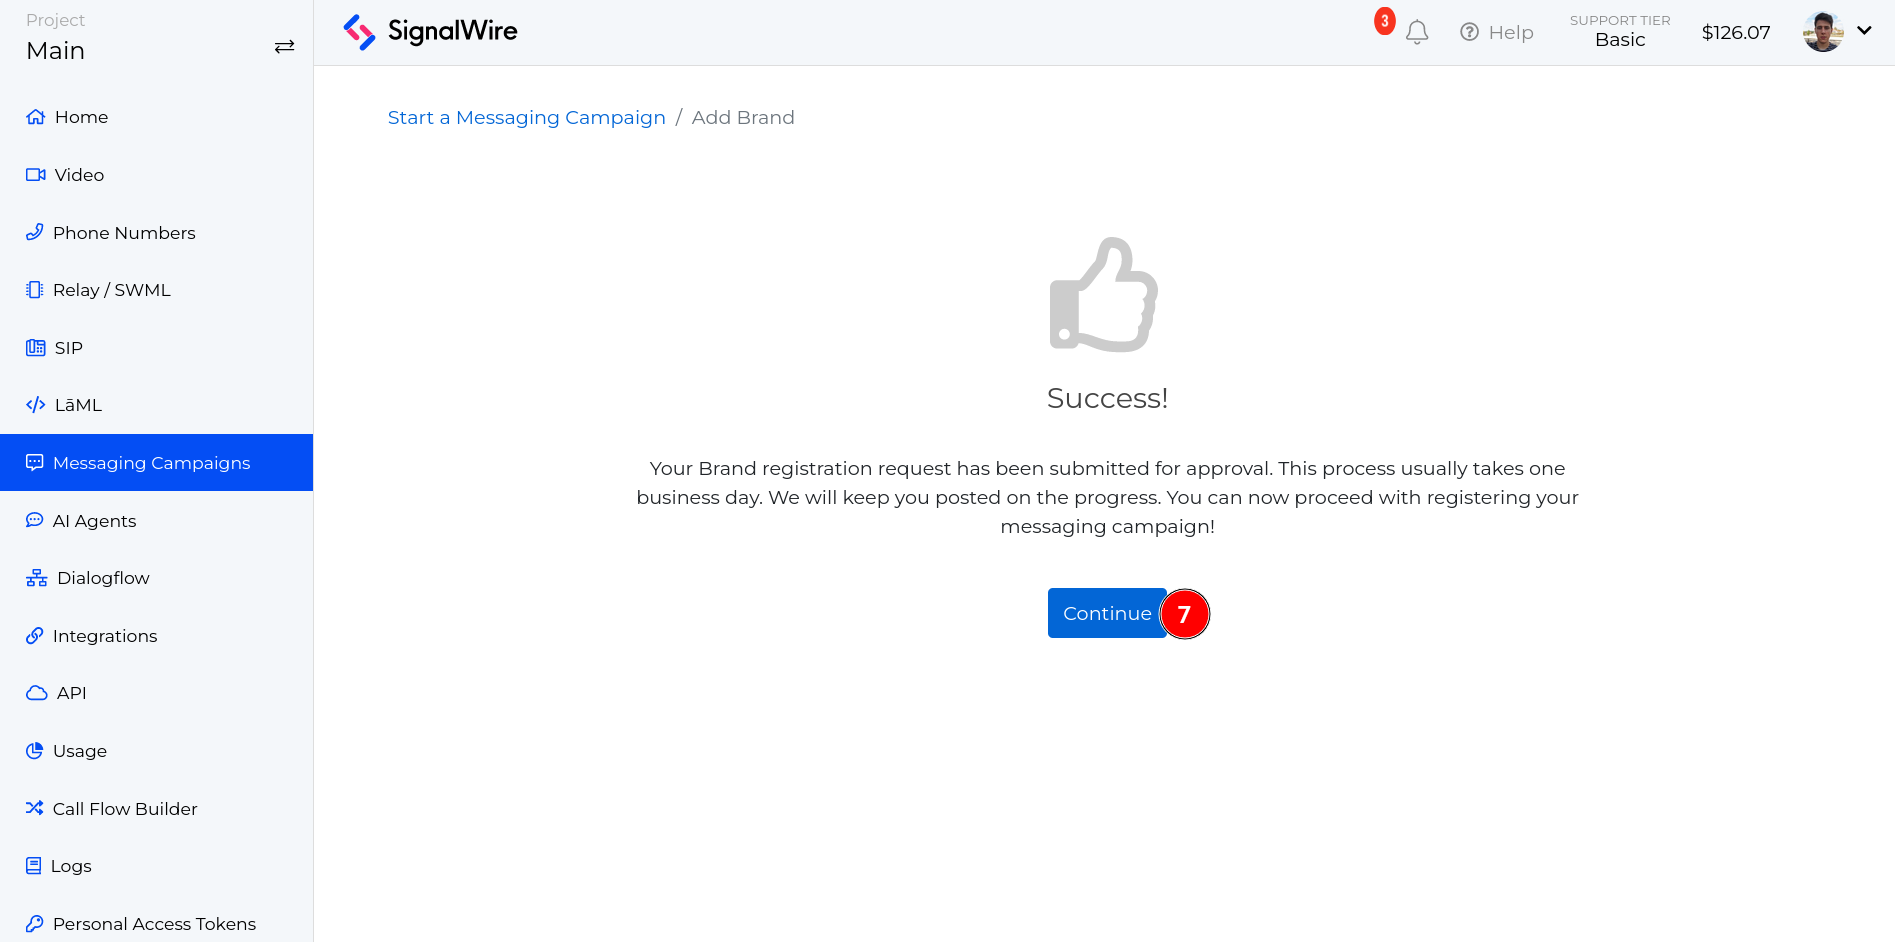 Project
Main
SignalWire
3
Help
SUPPORT TIER
Basic
$126.07
Home
Video
Phone Numbers
Relay / SWML
SIP
LāML
Messaging Campaigns
AI Agents
Dialogflow
Integrations
API
Usage
Call Flow Builder
Logs
Personal Access Tokens
Start a Messaging Campaign / Add Brand
Success!
Your Brand registration request has been submitted for approval. This process usually takes one
business day. We will keep you posted on the progress. You can now proceed with registering your
messaging campaign!
Continue
7